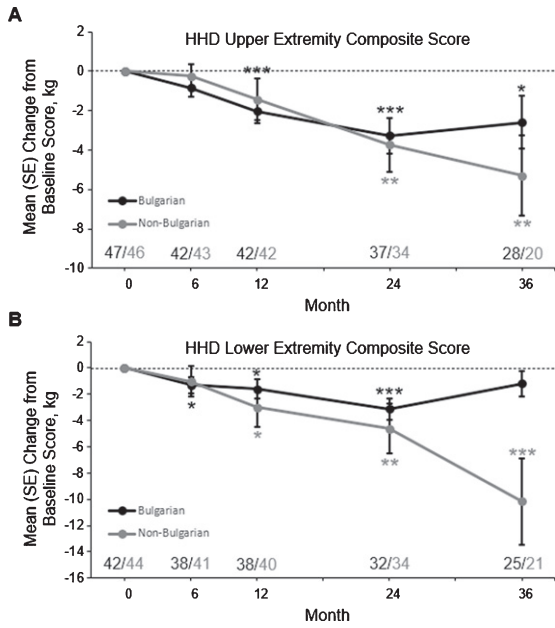 A
HHD Upper Extremity Composite Score
Mean (SE) Change from
Baseline Score, kg
2
0
-2
-4
-6
-8
-10
***
***
*
**
**
Bulgarian
Non-Bulgarian
47/46 42/43 42/42 37/34 28/20
0 6 12 24 36
Month
B
HHD Lower Extremity Composite Score
Mean (SE) Change from
Baseline Score, kg
2
0
-2
-4
-6
-8
-10
-12
-14
-16
*
*
***
*
**
***
Bulgarian
Non-Bulgarian
42/44 38/41 38/40 32/34 25/21
0 6 12 24 36
Month